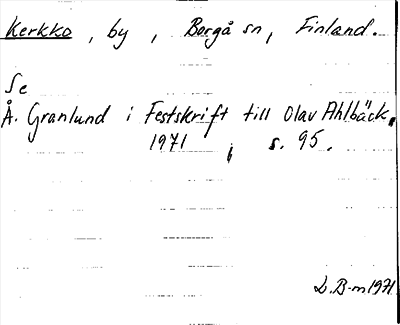 Kerkko, by, Borgå sn, Finland.
Se
Å. Granlund i Festskrift till Olav Ahlbäck,
1971, s. 95.
D.B-m 1971